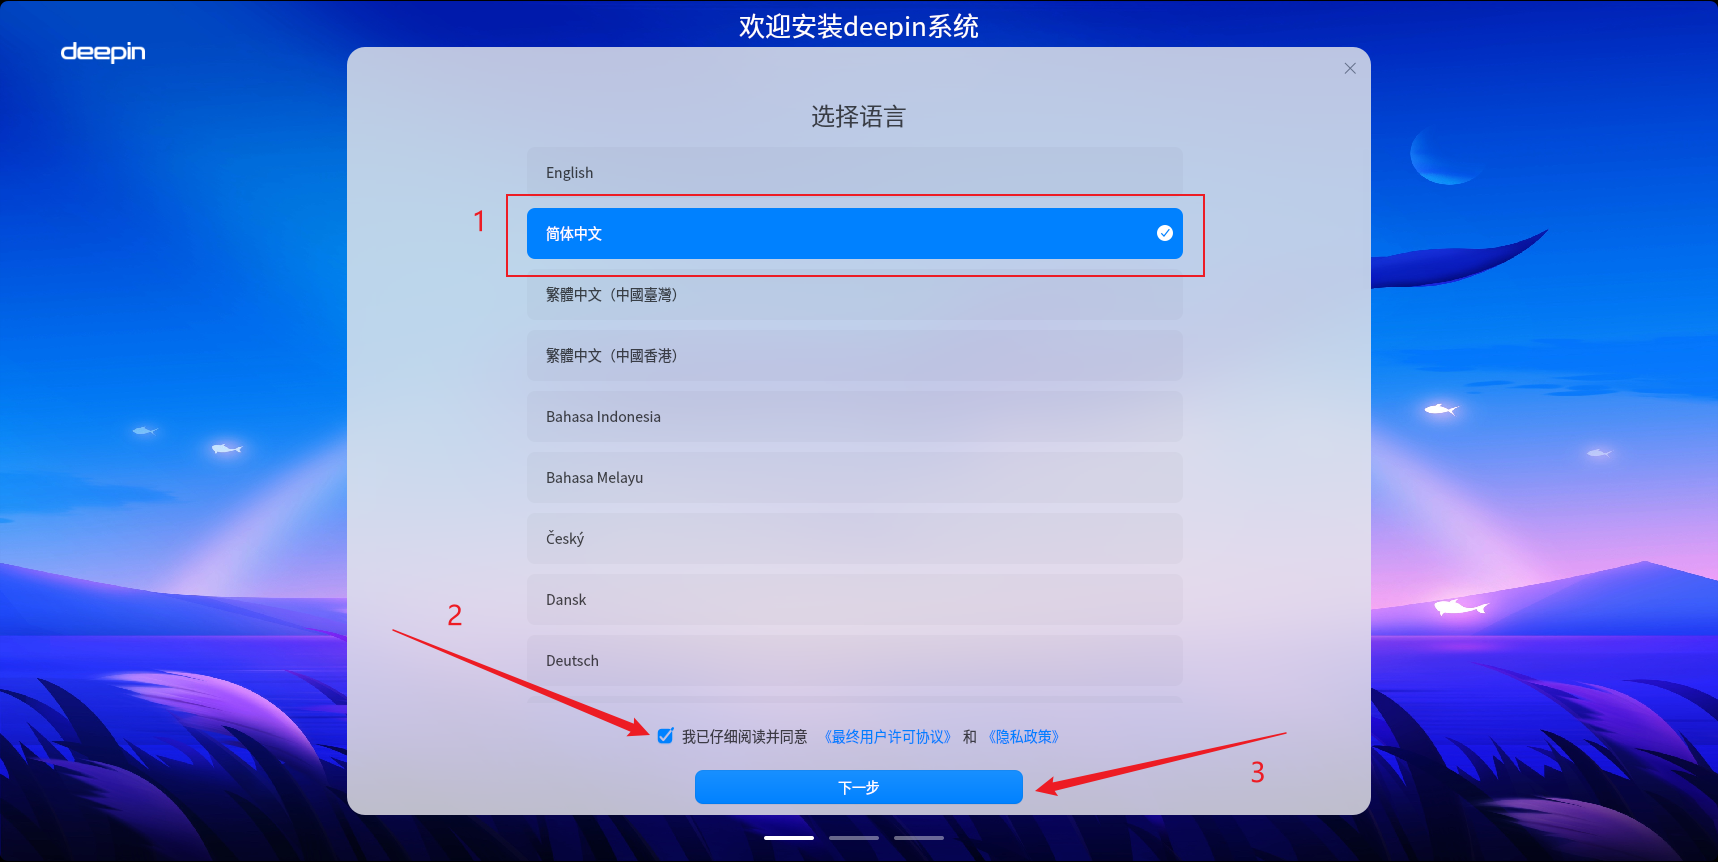 欢迎安装deepin系统
deepin
选择语言
English
1
简体中文
繁體中文（中國臺灣）
繁體中文（中國香港）
Bahasa Indonesia
Bahasa Melayu
Český
Dansk
2
Deutsch
我已仔细阅读并同意 《最终用户许可协议》 和 《隐私政策》
3
下一步